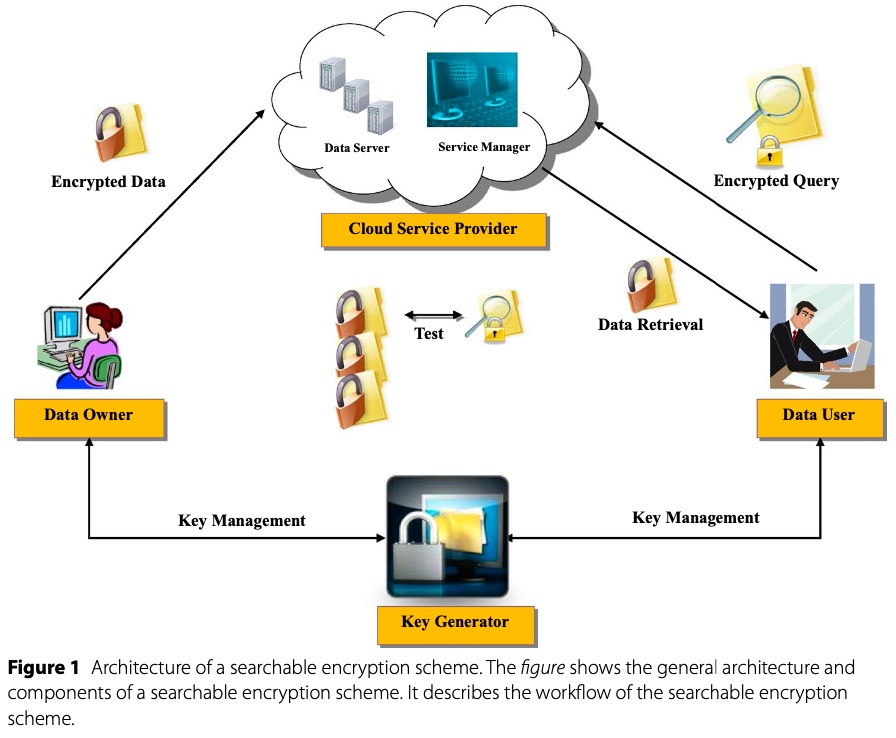 Data Server
Service Manager
Encrypted Data
Encrypted Query
Cloud Service Provider
Test
Data Retrieval
Data Owner
Data User
Key Management
Key Management
Key Generator
Figure 1 Architecture of a searchable encryption scheme. The figure shows the general architecture and
components of a searchable encryption scheme. It describes the workflow of the searchable encryption
scheme.